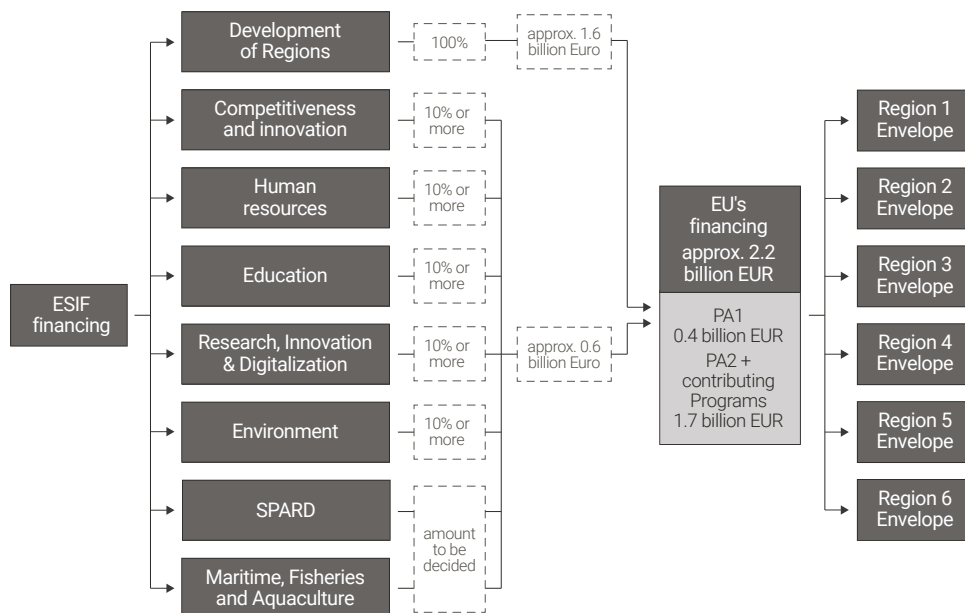 ESIF
financing
Development
of Regions
100%
approx. 1.6
billion Euro
Competitiveness
and innovation
10% or
more
Human
resources
10% or
more
Education
10% or
more
Research, Innovation
& Digitalization
10% or
more
approx. 0.6
billion Euro
Environment
10% or
more
SPARD
Maritime, Fisheries
and Aquaculture
amount
to be
decided
EU's
financing
approx. 2.2
billion EUR
PA1
0.4 billion EUR
PA2 +
contributing
Programs
1.7 billion EUR
Region 1
Envelope
Region 2
Envelope
Region 3
Envelope
Region 4
Envelope
Region 5
Envelope
Region 6
Envelope